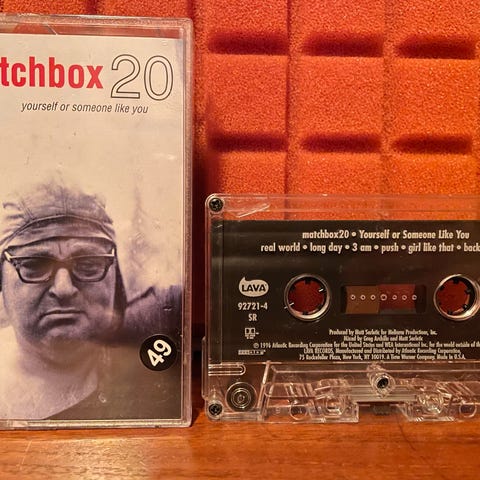 tchbox 20
yourself or someone like you
49
matchbox20 • Yourself or Someone Like You
real world • long day • 3 am • push • girl like that • back
LAVA
92721-4
SR
Produced by Matt Serletic for Melisma Productions, Inc.
Mixed by Greg Archilla and Matt Serletic
℗ 1996 Atlantic Recording Corporation for the United States and WEA International Inc. for the world outside of the
LAVA RECORDS, Manufactured and Distributed by Atlantic Recording Corporation,
75 Rockefeller Plaza, New York, NY 10019. A Time Warner Company. Made in U.S.A.